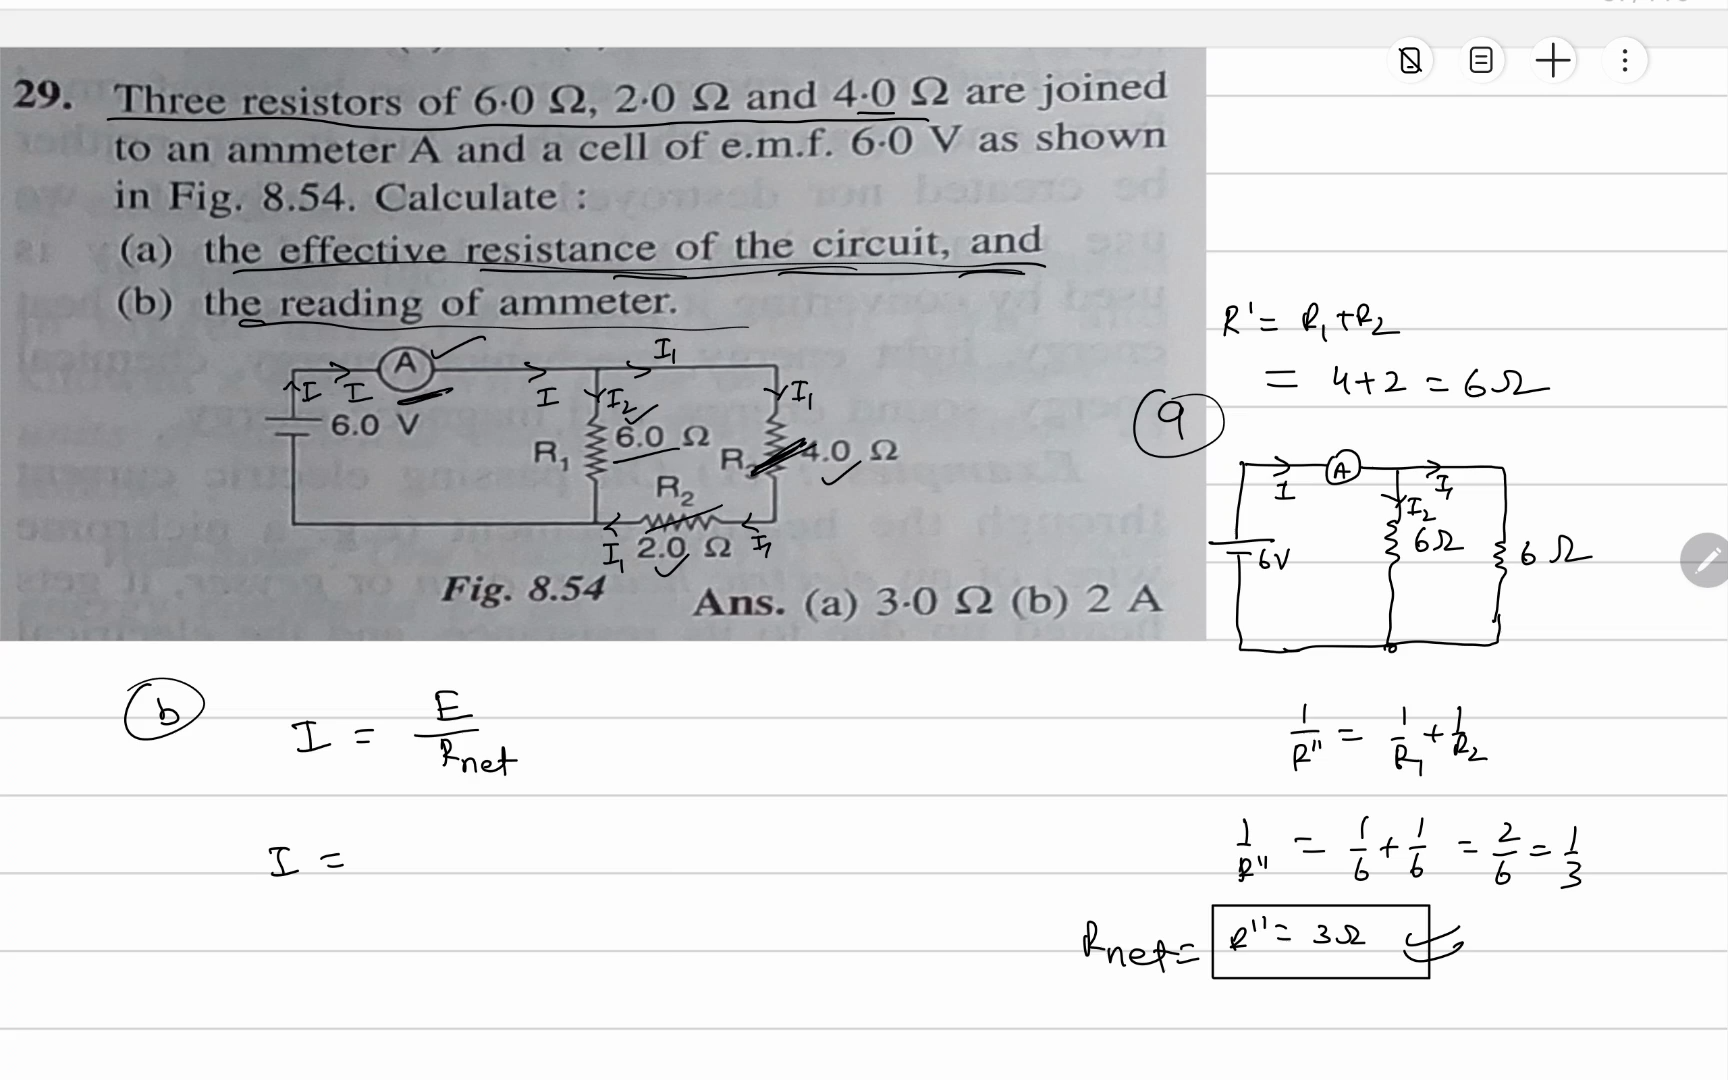 29. Three resistors of 6·0 Ω, 2·0 Ω and 4·0 Ω are joined
to an ammeter A and a cell of e.m.f. 6·0 V as shown
in Fig. 8.54. Calculate :
(a) the effective resistance of the circuit, and
(b) the reading of ammeter.
A
I₁
I
I
I
I₂
I₁
6.0 V
R₁
6.0 Ω
4.0 Ω
R₂
I₁
2.0 Ω
I₁
Fig. 8.54
Ans. (a) 3·0 Ω (b) 2 A
R' = R₁ + R₂
= 4 + 2 = 6Ω
a
A
I
I₁
I₂
6V
6Ω
6 Ω
1/R'' = 1/R₁ + 1/R₂
1/R'' = 1/6 + 1/6 = 2/6 = 1/3
Rnet = R'' = 3Ω
b
I = E/Rnet
I =